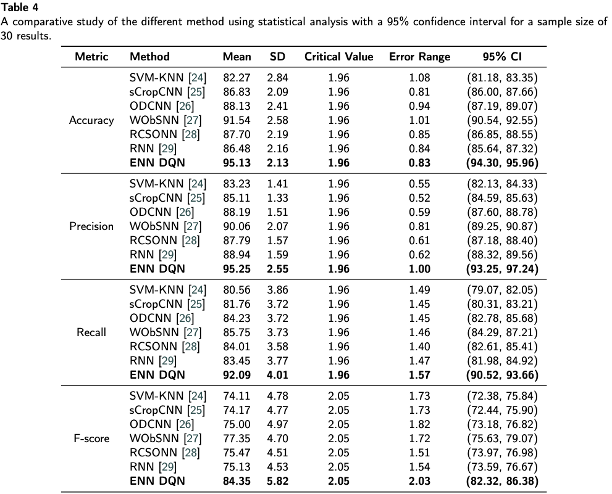 Table 4
A comparative study of the different method using statistical analysis with a 95% confidence interval for a sample size of
30 results.
Metric Method Mean SD Critical Value Error Range 95% CI
SVM-KNN [24] 82.27 2.84 1.96 1.08 (81.18, 83.35)
sCropCNN [25] 86.83 2.09 1.96 0.81 (86.00, 87.66)
ODCNN [26] 88.13 2.41 1.96 0.94 (87.19, 89.07)
Accuracy WObSNN [27] 91.54 2.58 1.96 1.01 (90.54, 92.55)
RCSONN [28] 87.70 2.19 1.96 0.85 (86.85, 88.55)
RNN [29] 86.48 2.16 1.96 0.84 (85.64, 87.32)
ENN DQN 95.13 2.13 1.96 0.83 (94.30, 95.96)
SVM-KNN [24] 83.23 1.41 1.96 0.55 (82.13, 84.33)
sCropCNN [25] 85.11 1.33 1.96 0.52 (84.59, 85.63)
ODCNN [26] 88.19 1.51 1.96 0.59 (87.60, 88.78)
Precision WObSNN [27] 90.06 2.07 1.96 0.81 (89.25, 90.87)
RCSONN [28] 87.79 1.57 1.96 0.61 (87.18, 88.40)
RNN [29] 88.94 1.59 1.96 0.62 (88.32, 89.56)
ENN DQN 95.25 2.55 1.96 1.00 (93.25, 97.24)
SVM-KNN [24] 80.56 3.86 1.96 1.49 (79.07, 82.05)
sCropCNN [25] 81.76 3.72 1.96 1.45 (80.31, 83.21)
ODCNN [26] 84.23 3.72 1.96 1.45 (82.78, 85.68)
Recall WObSNN [27] 85.75 3.73 1.96 1.46 (84.29, 87.21)
RCSONN [28] 84.01 3.58 1.96 1.40 (82.61, 85.41)
RNN [29] 83.45 3.77 1.96 1.47 (81.98, 84.92)
ENN DQN 92.09 4.01 1.96 1.57 (90.52, 93.66)
SVM-KNN [24] 74.11 4.78 2.05 1.73 (72.38, 75.84)
sCropCNN [25] 74.17 4.77 2.05 1.73 (72.44, 75.90)
ODCNN [26] 75.00 4.97 2.05 1.82 (73.18, 76.82)
F-score WObSNN [27] 77.35 4.70 2.05 1.72 (75.63, 79.07)
RCSONN [28] 75.47 4.51 2.05 1.51 (73.97, 76.98)
RNN [29] 75.13 4.53 2.05 1.54 (73.59, 76.67)
ENN DQN 84.35 5.82 2.05 2.03 (82.32, 86.38)